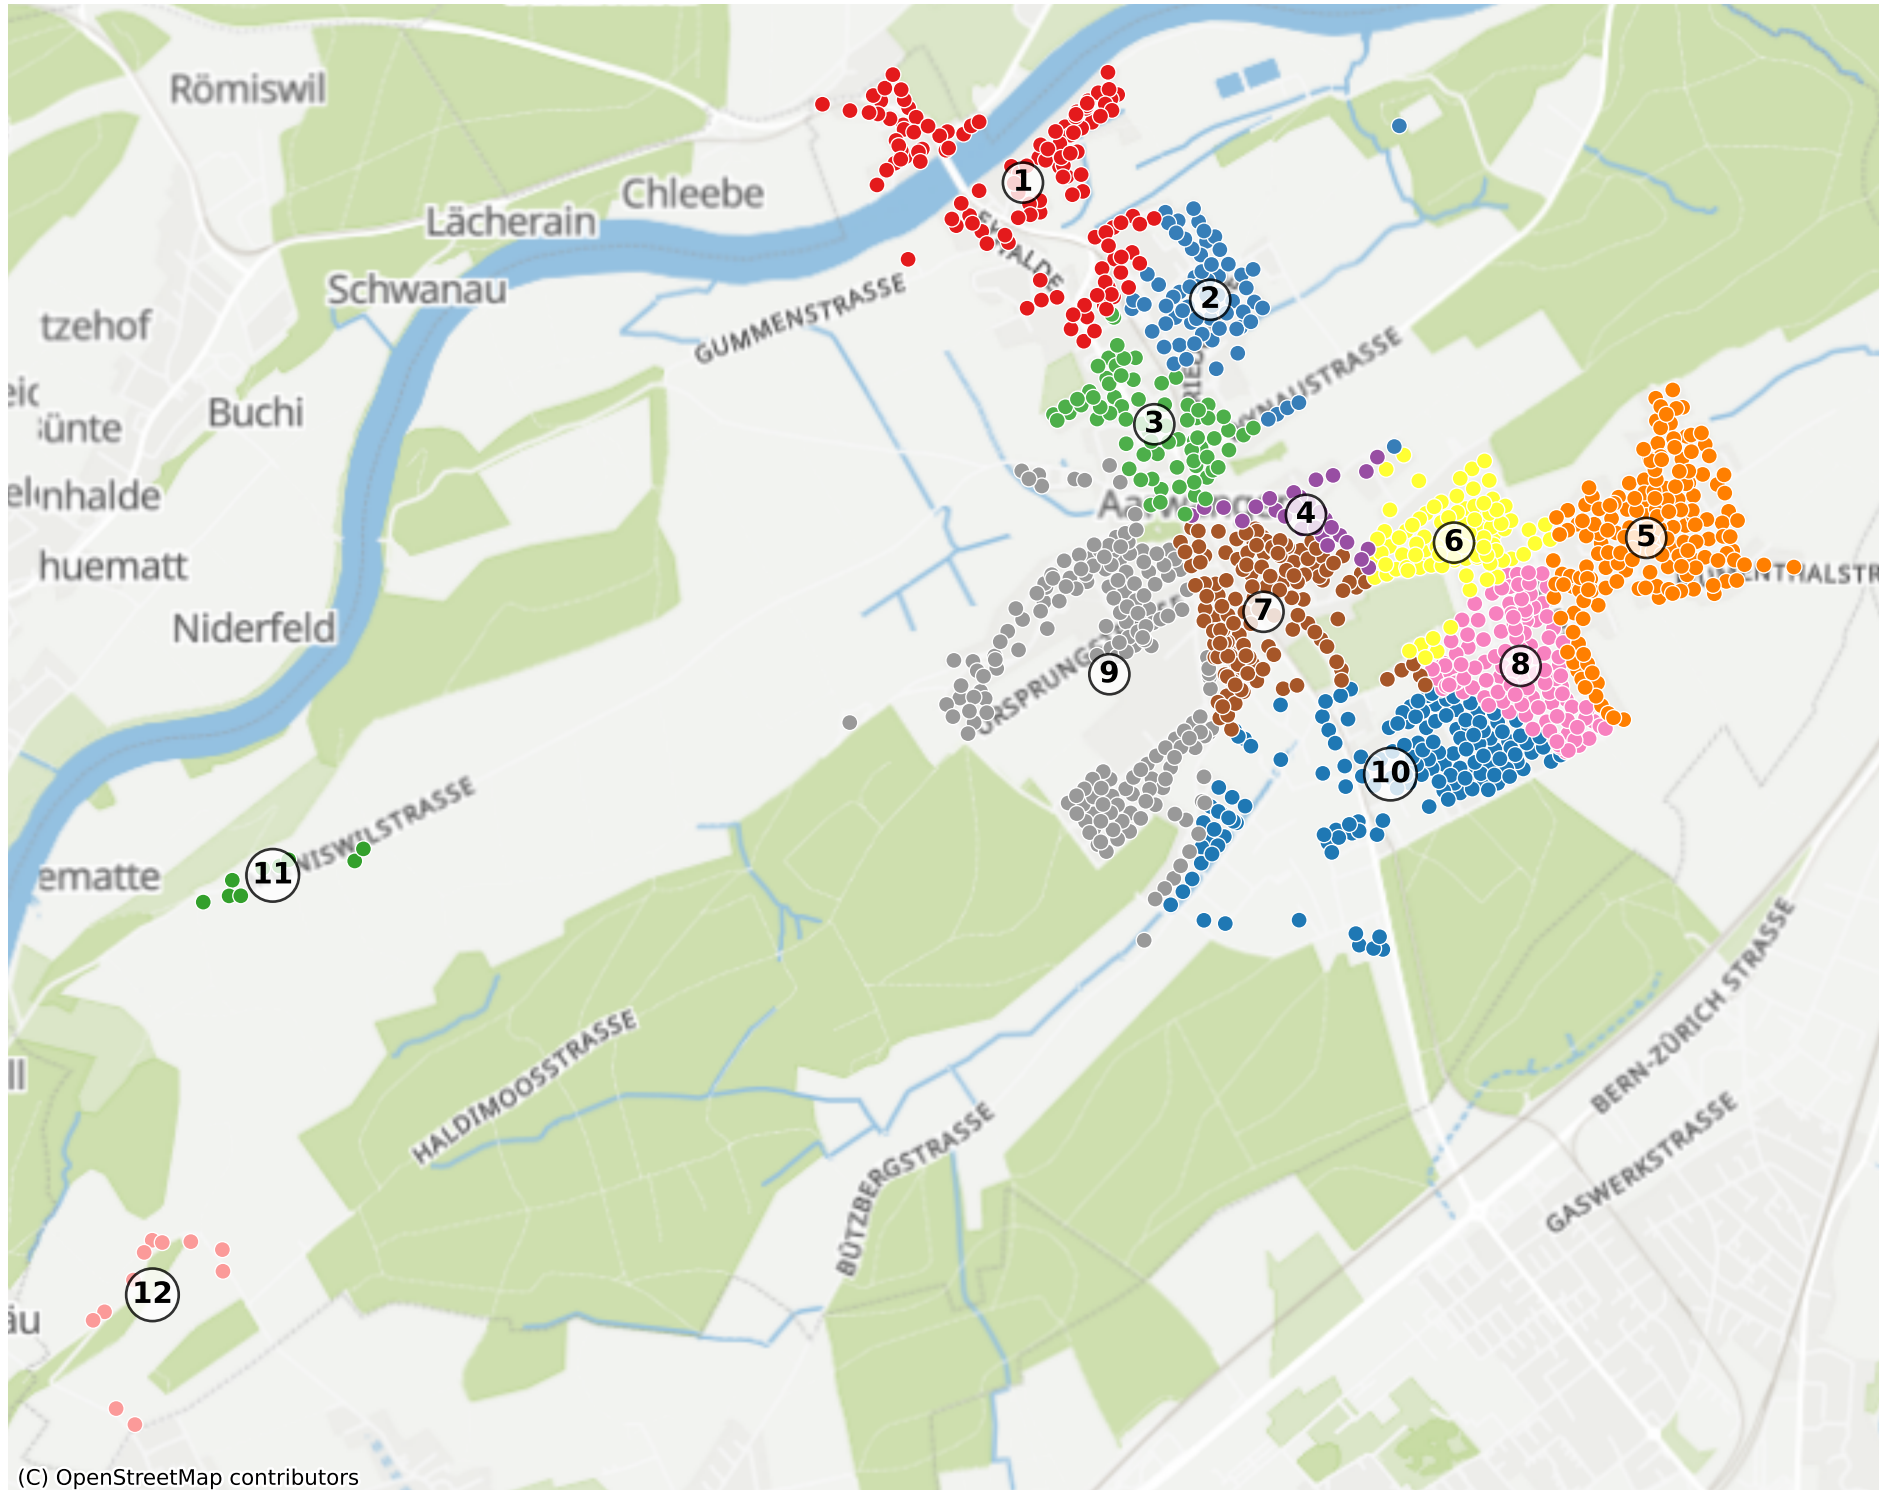 Römiswil
Chleebe
Lächerain
Schwanau
tzehof
GUMMENSTRASSE
Buchi
ünte
nhalde
huematt
Niderfeld
ematte
1
2
3
4
5
6
7
8
9
10
11
12
HALDIMOOSSTRASSE
BÜTZBERGSTRASSE
BERN-ZÜRICH STRASSE
GASWERKSTRASSE
äu
(C) OpenStreetMap contributors